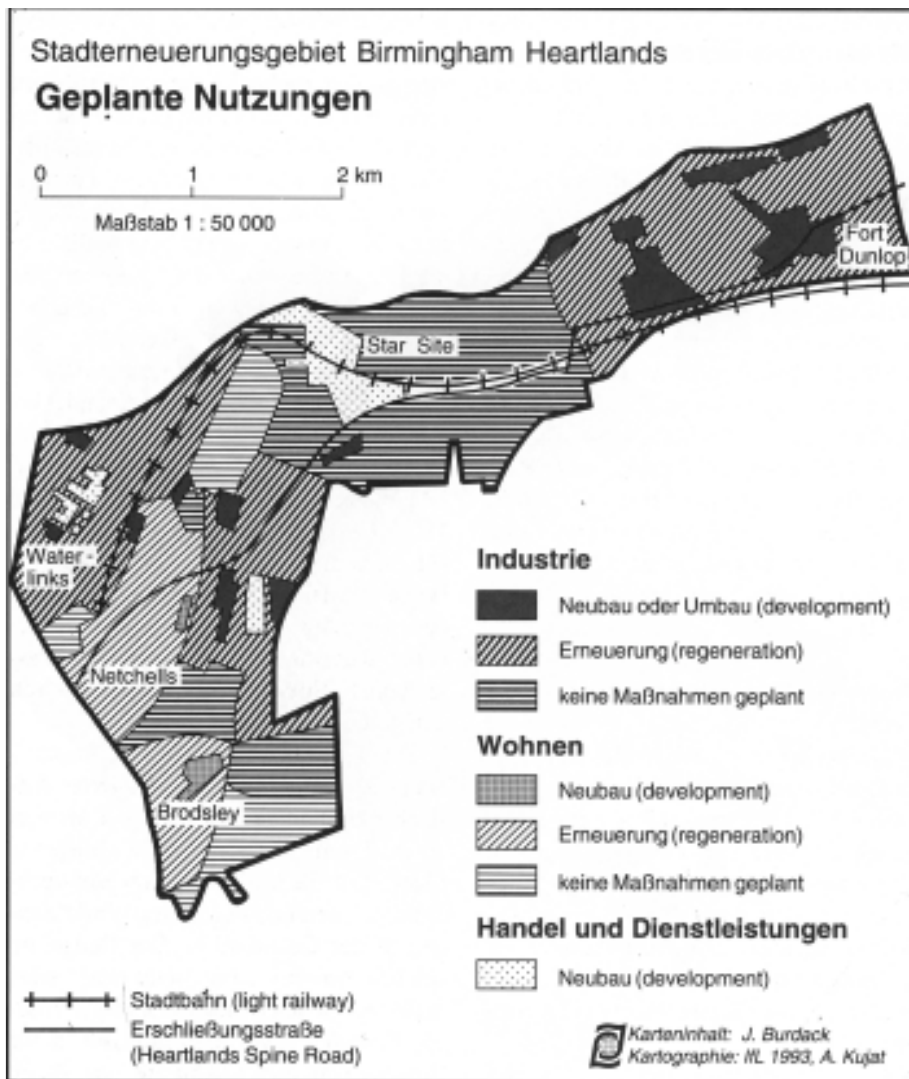 Stadterneuerungsgebiet Birmingham Heartlands
Geplante Nutzungen
0 1 2 km
Maßstab 1 : 50 000
Fort
Dunlop
Star Site
Water-
links
Netchells
Brodsley
Industrie
Neubau oder Umbau (development)
Erneuerung (regeneration)
keine Maßnahmen geplant
Wohnen
Neubau (development)
Erneuerung (regeneration)
keine Maßnahmen geplant
Handel und Dienstleistungen
Neubau (development)
Stadtbahn (light railway)
Erschließungsstraße
(Heartlands Spine Road)
Karteninhalt: J. Burdack
Kartographie: IfL 1993, A. Kujat